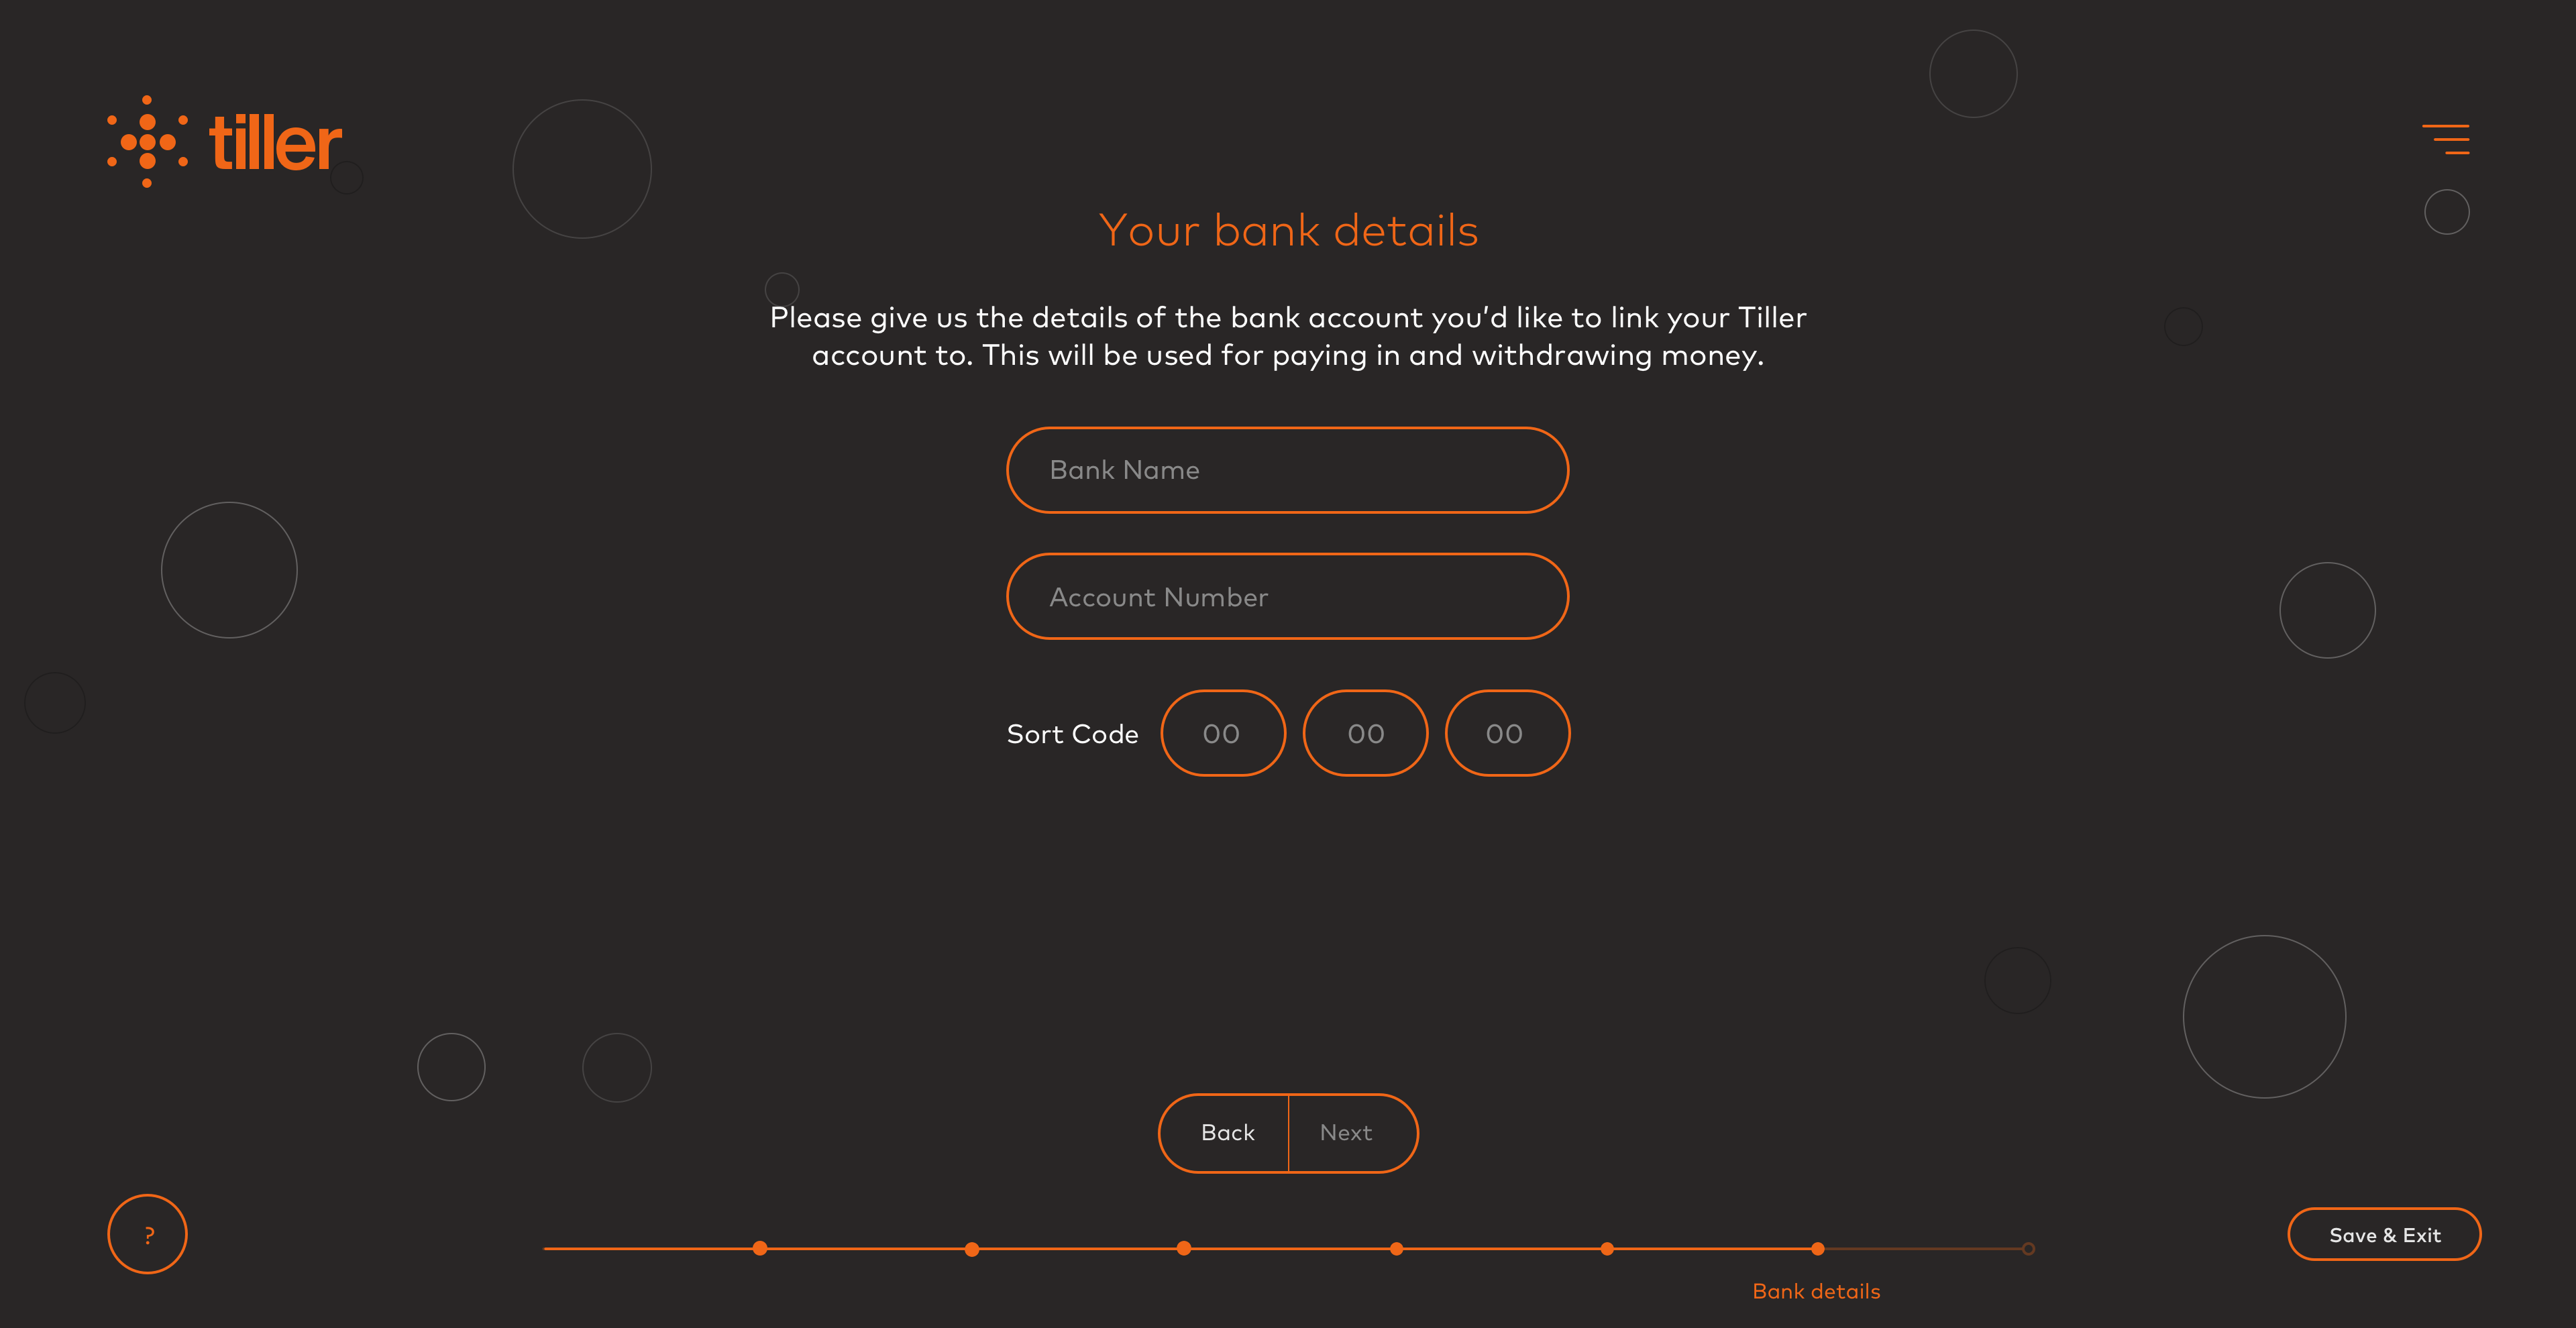 tiller
Your bank details
Please give us the details of the bank account you’d like to link your Tiller
account to. This will be used for paying in and withdrawing money.
Bank Name
Account Number
Sort Code 00 00 00
Back Next
?
Save & Exit
Bank details